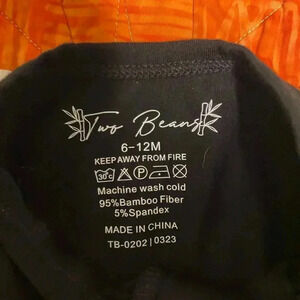 Two Beans
6-12M
KEEP AWAY FROM FIRE
30°c P
Machine wash cold
95%Bamboo Fiber
5%Spandex
MADE IN CHINA
TB-0202 | 0323